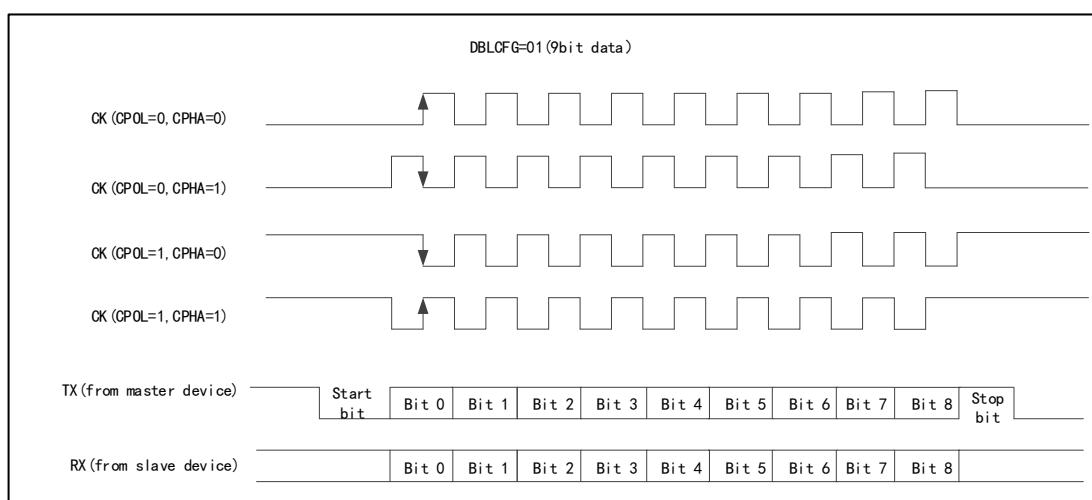 DBLCFG=01(9bit data)
CK(CPOL=0,CPHA=0)
CK(CPOL=0,CPHA=1)
CK(CPOL=1,CPHA=0)
CK(CPOL=1,CPHA=1)
TX(from master device)
Start bit
Bit 0 Bit 1 Bit 2 Bit 3 Bit 4 Bit 5 Bit 6 Bit 7 Bit 8
Stop bit
RX(from slave device)
Bit 0 Bit 1 Bit 2 Bit 3 Bit 4 Bit 5 Bit 6 Bit 7 Bit 8